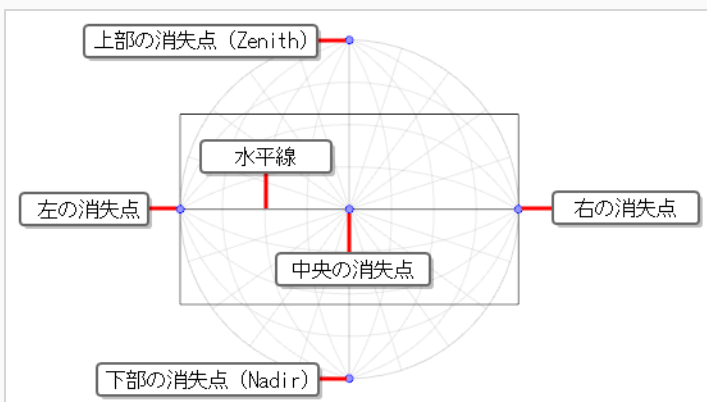 上部の消失点 (Zenith)
水平線
左の消失点
右の消失点
中央の消失点
下部の消失点 (Nadir)